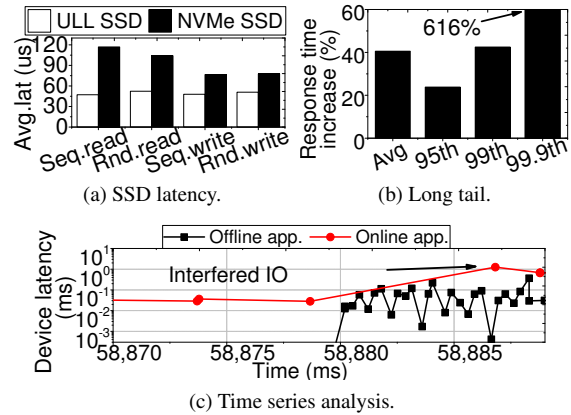 ULL SSD NVMe SSD
Avg.lat (us)
120
90
60
30
0
Seq.read Rnd.read Seq.write Rnd.write
(a) SSD latency.
Response time
increase (%)
60
40
20
0
616%
Avg 95th 99th 99.9th
(b) Long tail.
Offline app. Online app.
Device latency
(ms)
10^1
10^0
10^-1
10^-2
10^-3
Interfered IO
58,870 58,875 58,880 58,885
Time (ms)
(c) Time series analysis.